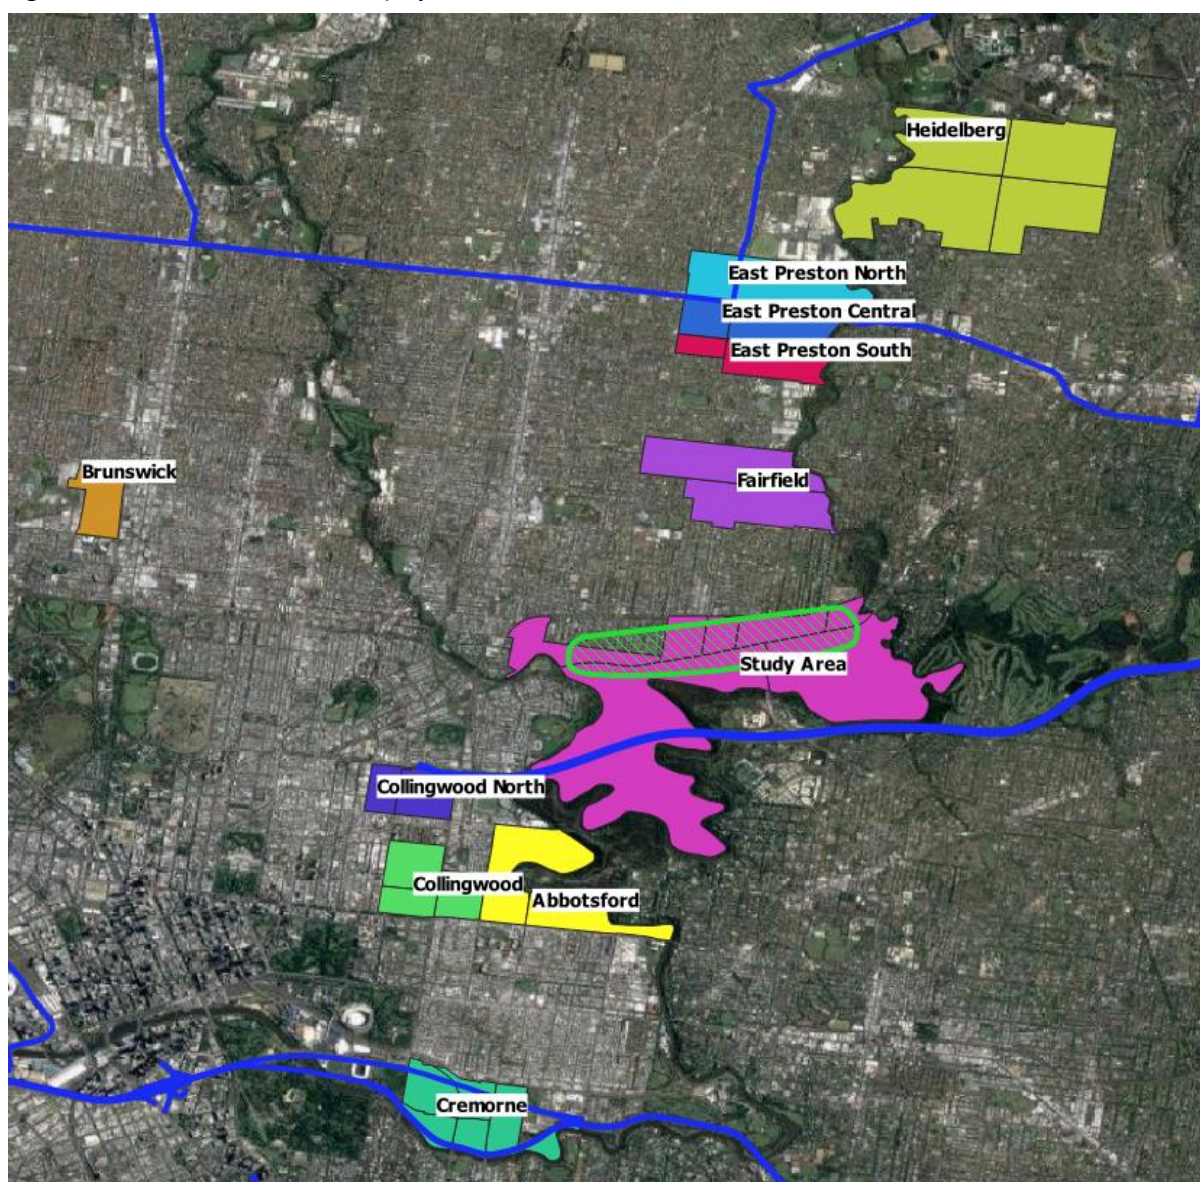 Heidelberg
East Preston North
East Preston Central
East Preston South
Brunswick
Fairfield
Study Area
Collingwood North
Collingwood
Abbotsford
Cremorne